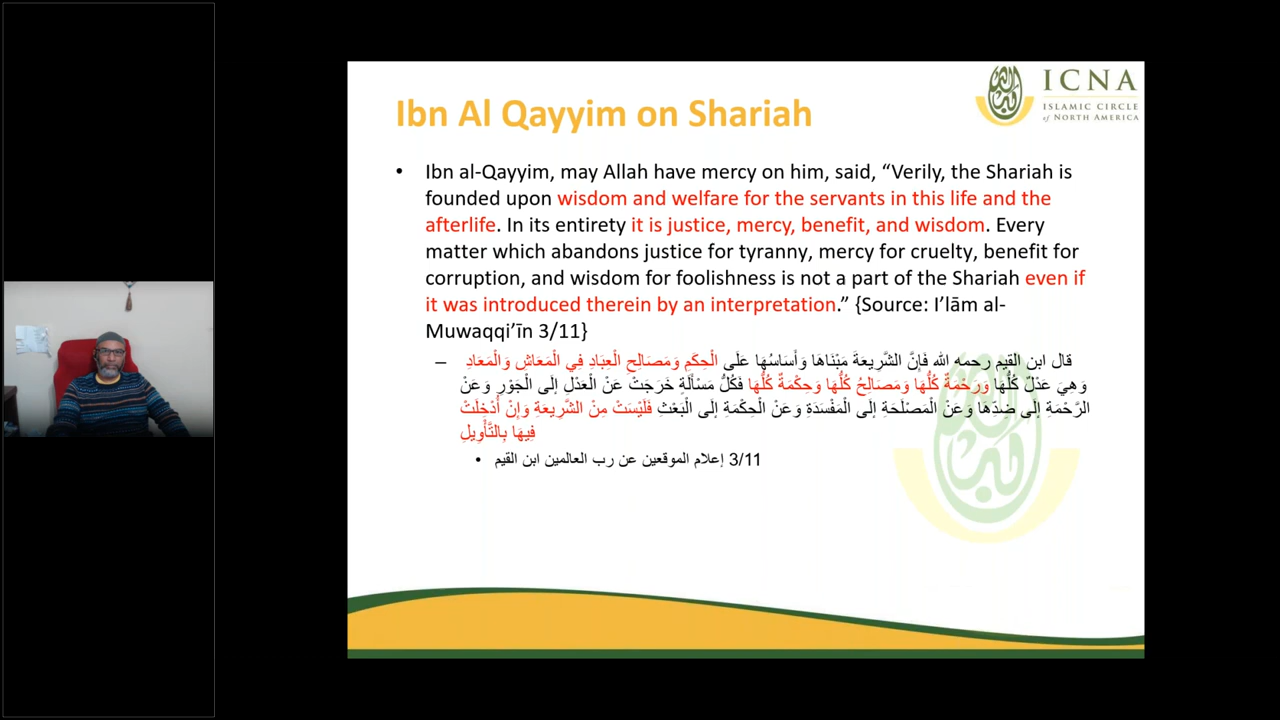 ICNA
ISLAMIC CIRCLE
of NORTH AMERICA
Ibn Al Qayyim on Shariah
• Ibn al-Qayyim, may Allah have mercy on him, said, “Verily, the Shariah is
founded upon wisdom and welfare for the servants in this life and the
afterlife. In its entirety it is justice, mercy, benefit, and wisdom. Every
matter which abandons justice for tyranny, mercy for cruelty, benefit for
corruption, and wisdom for foolishness is not a part of the Shariah even if
it was introduced therein by an interpretation.” {Source: I’lām al-
Muwaqqi’īn 3/11}
– قال ابن القيم رحمه الله فَإِنَّ الشَّرِيعَةَ مَبْنَاهَا وَأَسَاسُهَا عَلَى الْحِكَمِ وَمَصَالِحِ الْعِبَادِ فِي الْمَعَاشِ وَالْمَعَادِ
وَهِيَ عَدْلٌ كُلُّهَا وَرَحْمَةٌ كُلُّهَا وَمَصَالِحُ كُلُّهَا وَحِكْمَةٌ كُلُّهَا فَكُلُّ مَسْأَلَةٍ خَرَجَتْ عَنْ الْعَدْلِ إلَى الْجَوْرِ وَعَنْ
الرَّحْمَةِ إلَى ضِدِّهَا وَعَنْ الْمَصْلَحَةِ إلَى الْمَفْسَدَةِ وَعَنْ الْحِكْمَةِ إلَى الْبَعْثِ فَلَيْسَتْ مِنْ الشَّرِيعَةِ وَإِنْ أُدْخِلَتْ
فِيهَا بِالتَّأْوِيلِ
• 3/11 إعلام الموقعين عن رب العالمين ابن القيم